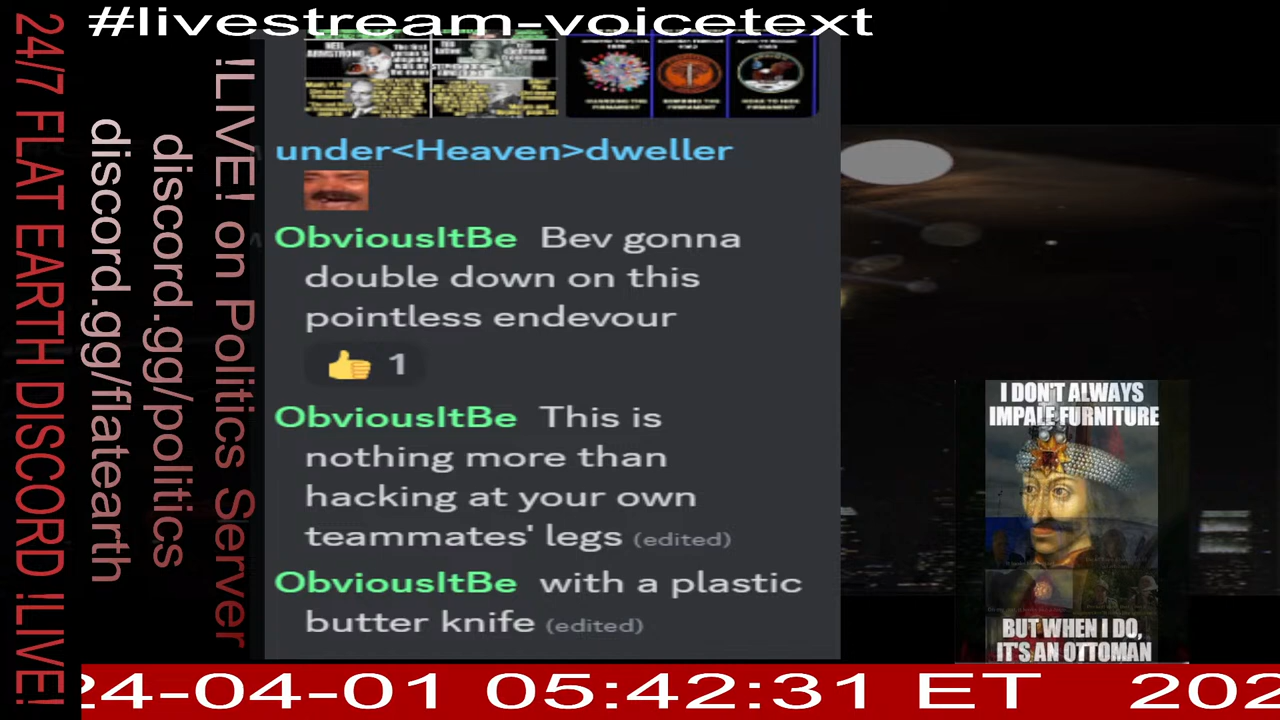 #livestream-voicetext
24/7 FLAT EARTH DISCORD !LIVE!
discord.gg/flatearth
discord.gg/politics
!LIVE! on Politics Server
under<Heaven>dweller
ObviousItBe Bev gonna
double down on this
pointless endevour
👍 1
ObviousItBe This is
nothing more than
hacking at your own
teammates' legs (edited)
ObviousItBe with a plastic
butter knife (edited)
I DON'T ALWAYS
IMPALE FURNITURE
BUT WHEN I DO,
IT'S AN OTTOMAN
24-04-01 05:42:31 ET 202